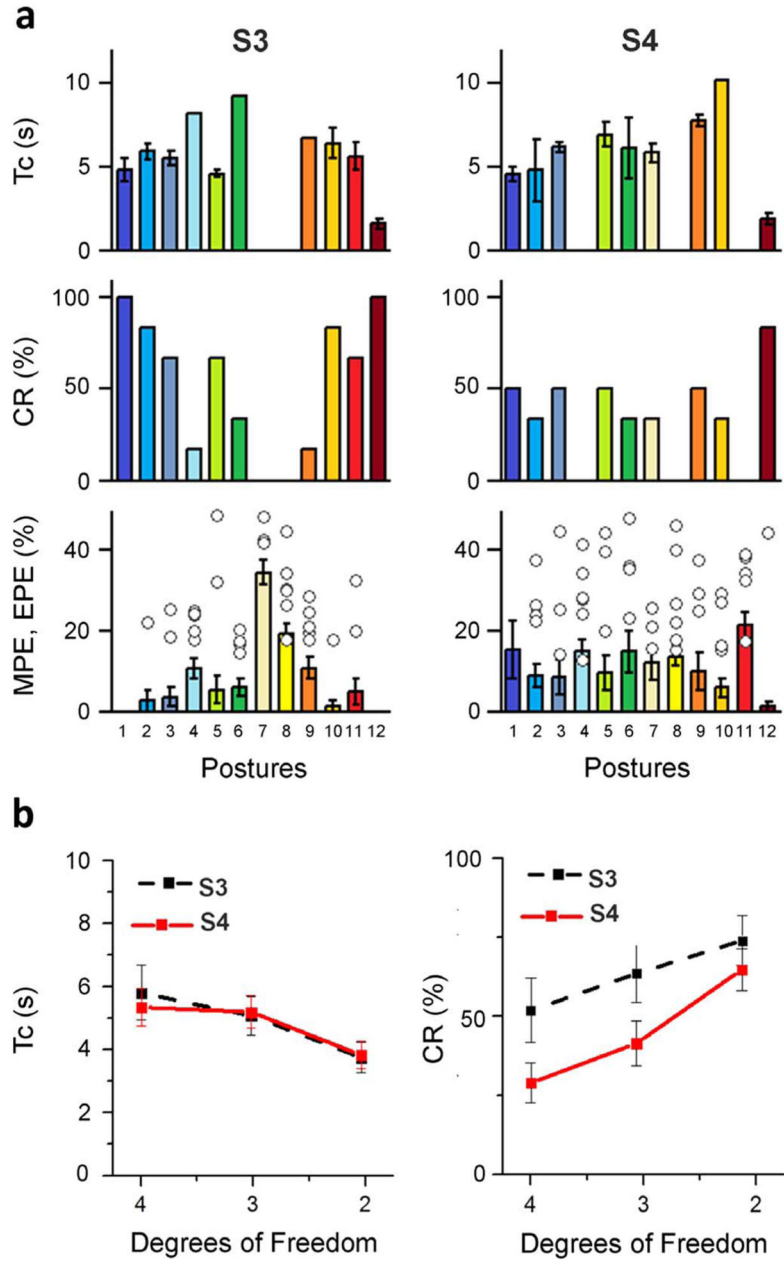 a
S3 S4
Tc (s)
10
5
0
10
5
0
CR (%)
100
50
0
100
50
0
MPE, EPE (%)
40
20
0
40
20
0
1 2 3 4 5 6 7 8 9 10 11 12
1 2 3 4 5 6 7 8 9 10 11 12
Postures Postures
b
Tc (s)
10
8
6
4
2
0
S3
S4
4 3 2
Degrees of Freedom
CR (%)
100
50
0
S3
S4
4 3 2
Degrees of Freedom